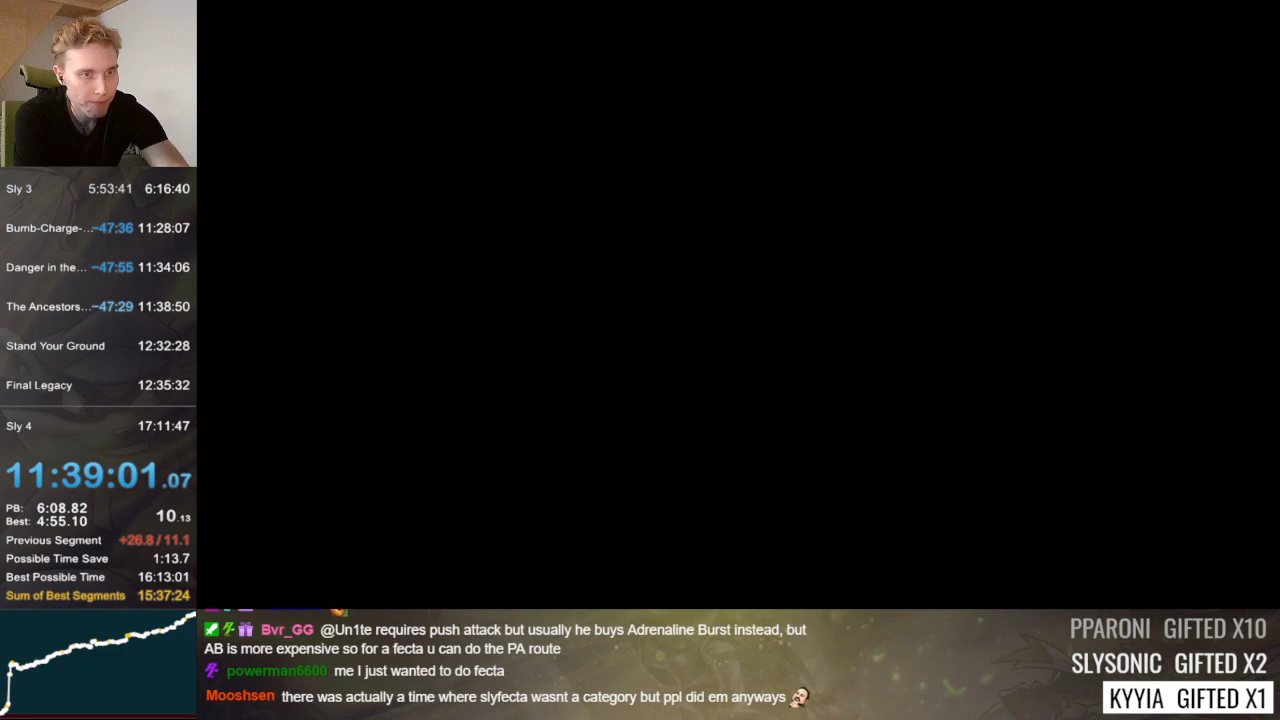 Sly 3 5:53:41 6:16:40
Bumb-Charge-... −47:36 11:28:07
Danger in the... −47:55 11:34:06
The Ancestors... −47:29 11:38:50
Stand Your Ground 12:32:28
Final Legacy 12:35:32
Sly 4 17:11:47
11:39:01.07
PB: 6:08.82
Best: 4:55.10
10.13
Previous Segment +26.8 / 11.1
Possible Time Save 1:13.7
Best Possible Time 16:13:01
Sum of Best Segments 15:37:24
Bvr_GG @Un1te requires push attack but usually he buys Adrenaline Burst instead, but
AB is more expensive so for a fecta u can do the PA route
powerman6600 me I just wanted to do fecta
Mooshsen there was actually a time where slyfecta wasnt a category but ppl did em anyways
PPARONI GIFTED X10
SLYSONIC GIFTED X2
KYYIA GIFTED X1